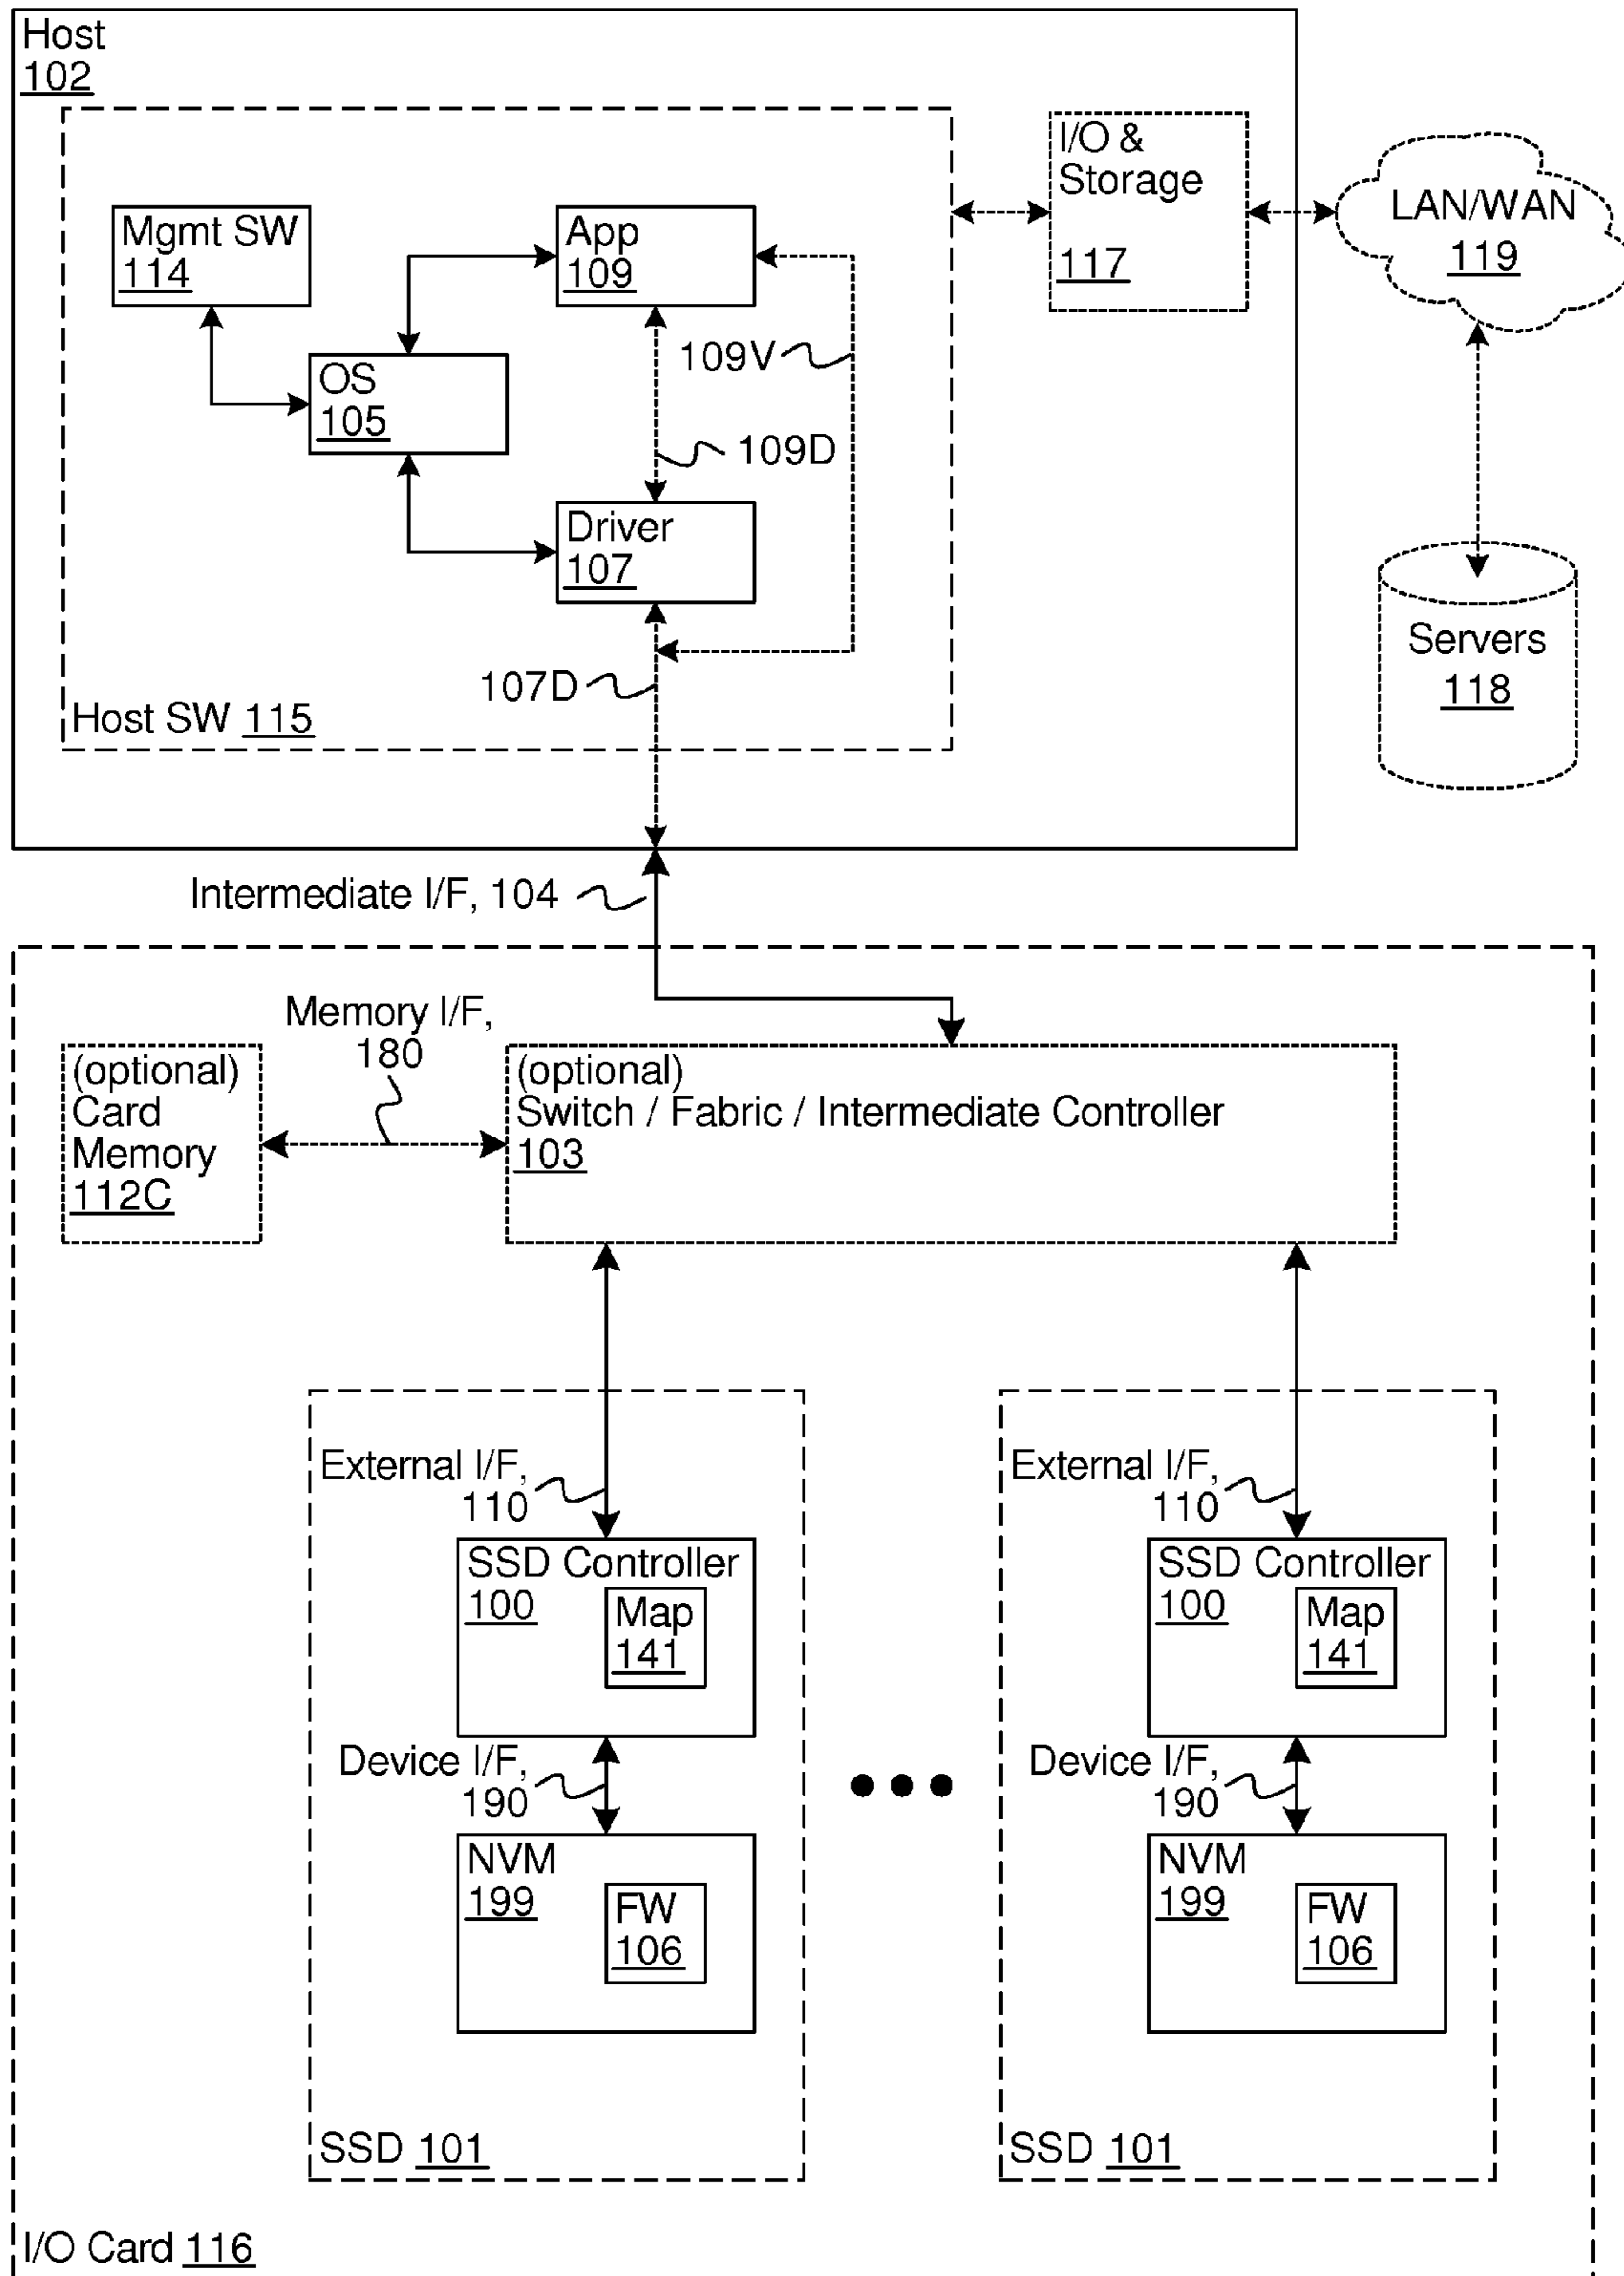 Host
102
I/O &
Storage
117
LAN/WAN
119
Mgmt SW
114
App
109
109V
OS
105
109D
Driver
107
Servers
118
107D
Host SW 115
Intermediate I/F, 104
Memory I/F,
180
(optional)
Card
Memory
112C
(optional)
Switch / Fabric / Intermediate Controller
103
External I/F,
110
SSD Controller
100
Map
141
Device I/F,
190
NVM
199
FW
106
SSD 101
External I/F,
110
SSD Controller
100
Map
141
Device I/F,
190
NVM
199
FW
106
SSD 101
I/O Card 116